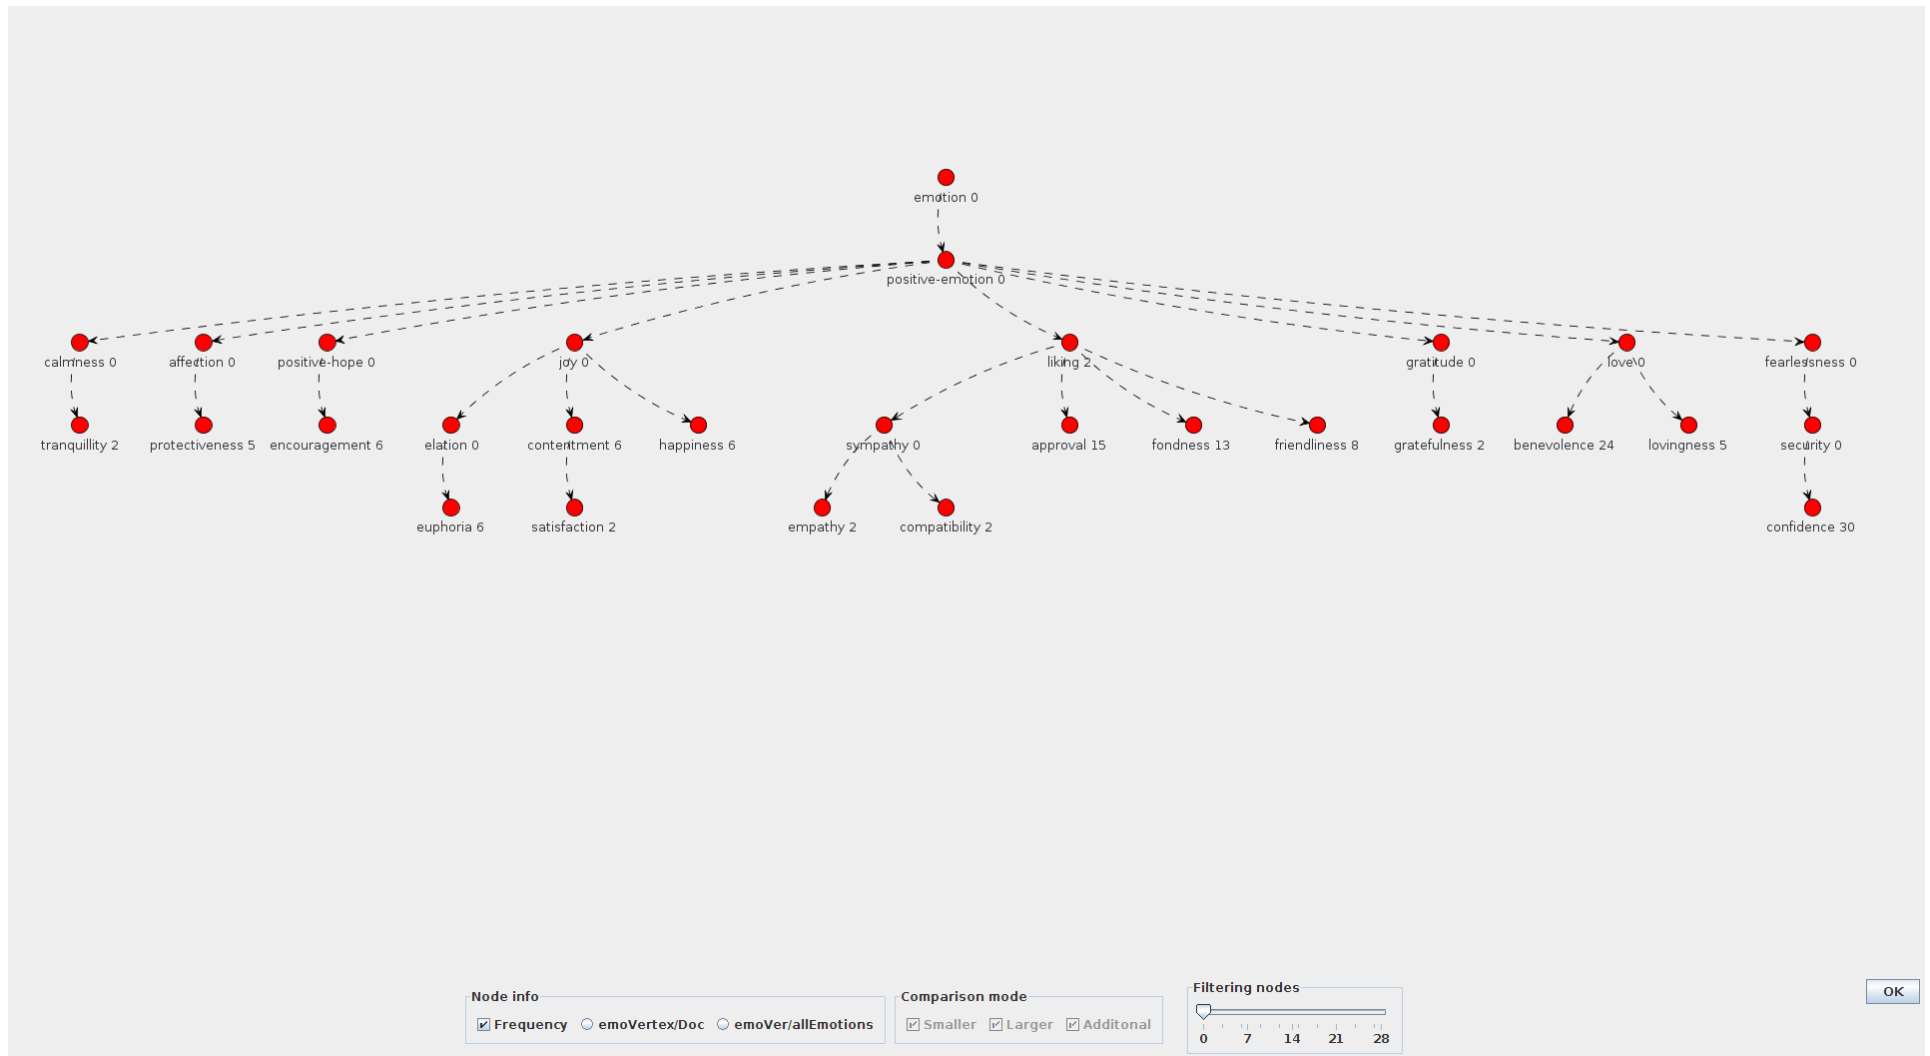 emotion 0
positive-emotion 0
calmness 0
affection 0
positive-hope 0
joy 0
liking 2
gratitude 0
love 0
fearlessness 0
tranquillity 2
protectiveness 5
encouragement 6
elation 0
contentment 6
happiness 6
sympathy 0
approval 15
fondness 13
friendliness 8
gratefulness 2
benevolence 24
lovingness 5
security 0
euphoria 6
satisfaction 2
empathy 2
compatibility 2
confidence 30
Node info
Frequency
emoVertex/Doc
emoVer/allEmotions
Comparison mode
Smaller
Larger
Additonal
Filtering nodes
0 7 14 21 28
OK